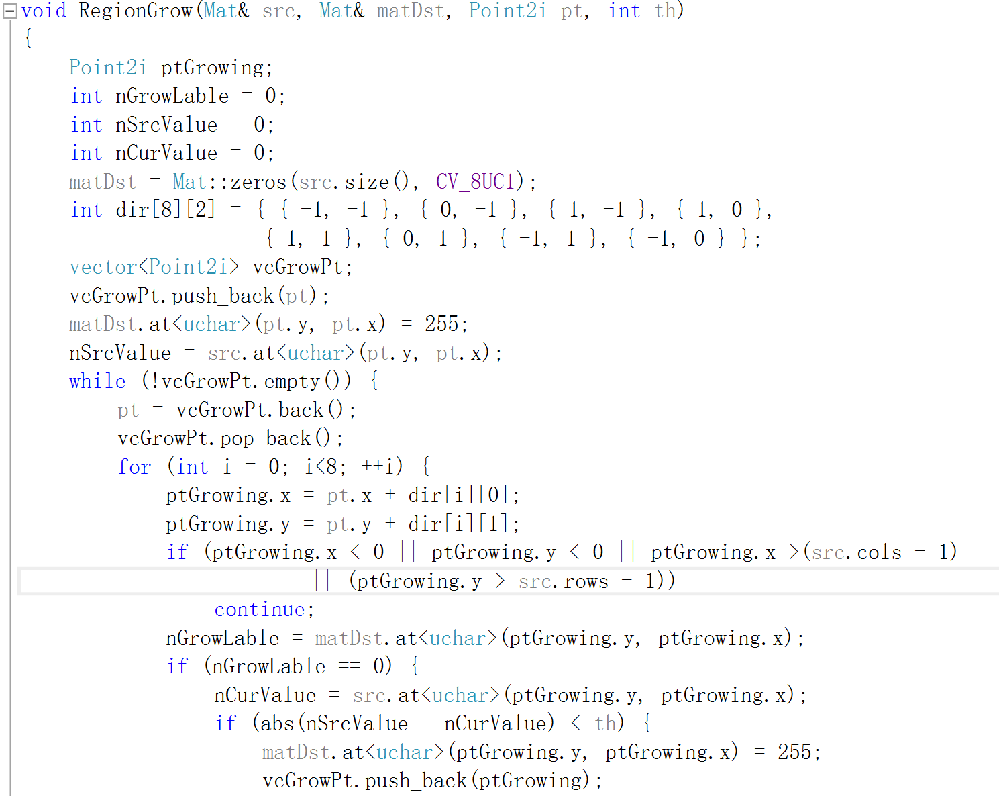 void RegionGrow(Mat& src, Mat& matDst, Point2i pt, int th)
{
Point2i ptGrowing;
int nGrowLable = 0;
int nSrcValue = 0;
int nCurValue = 0;
matDst = Mat::zeros(src.size(), CV_8UC1);
int dir[8][2] = { { -1, -1 }, { 0, -1 }, { 1, -1 }, { 1, 0 },
{ 1, 1 }, { 0, 1 }, { -1, 1 }, { -1, 0 } };
vector<Point2i> vcGrowPt;
vcGrowPt.push_back(pt);
matDst.at<uchar>(pt.y, pt.x) = 255;
nSrcValue = src.at<uchar>(pt.y, pt.x);
while (!vcGrowPt.empty()) {
pt = vcGrowPt.back();
vcGrowPt.pop_back();
for (int i = 0; i<8; ++i) {
ptGrowing.x = pt.x + dir[i][0];
ptGrowing.y = pt.y + dir[i][1];
if (ptGrowing.x < 0 || ptGrowing.y < 0 || ptGrowing.x >(src.cols - 1)
|| (ptGrowing.y > src.rows - 1))
continue;
nGrowLable = matDst.at<uchar>(ptGrowing.y, ptGrowing.x);
if (nGrowLable == 0) {
nCurValue = src.at<uchar>(ptGrowing.y, ptGrowing.x);
if (abs(nSrcValue - nCurValue) < th) {
matDst.at<uchar>(ptGrowing.y, ptGrowing.x) = 255;
vcGrowPt.push_back(ptGrowing);